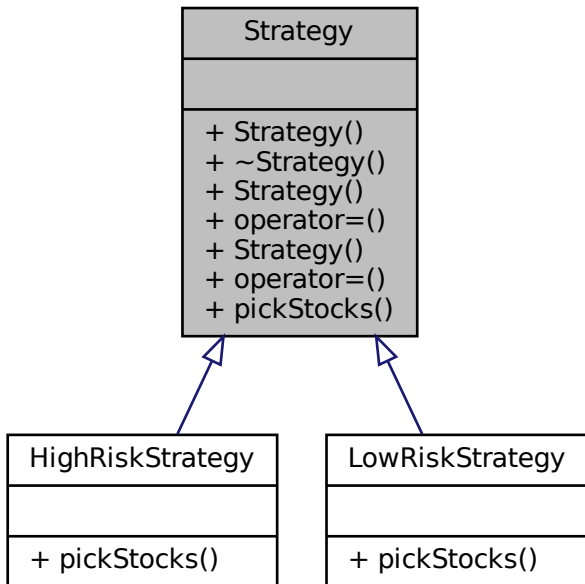 Strategy
+ Strategy()
+ ~Strategy()
+ Strategy()
+ operator=()
+ Strategy()
+ operator=()
+ pickStocks()
HighRiskStrategy
+ pickStocks()
LowRiskStrategy
+ pickStocks()